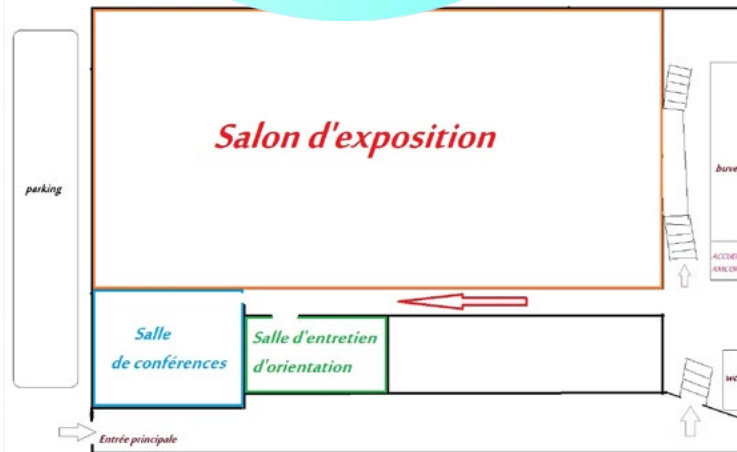 Salon d'exposition
parking
Salle
de conférences
Salle d'entretien
d'orientation
Entrée principale